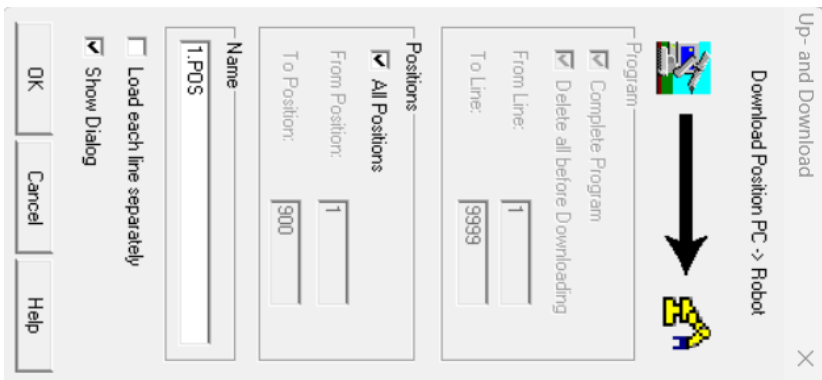 Up- and Download
Download Position PC -> Robot
Program
Complete Program
Delete all before Downloading
From Line:
1
To Line:
9999
Positions
All Positions
From Position:
1
To Position:
900
Name
1.POS
Load each line separately
Show Dialog
OK
Cancel
Help